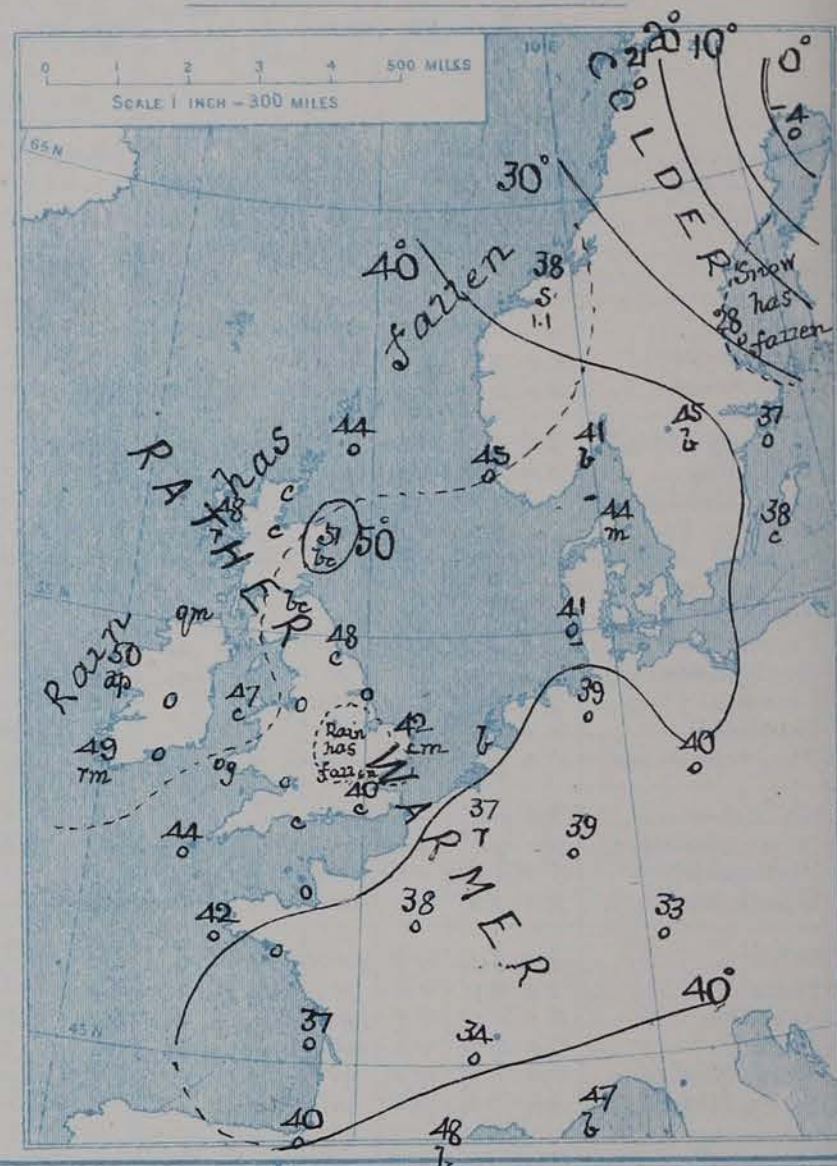 0 1 2 3 4 500 MILES
SCALE 1 INCH - 300 MILES
10°E
20° 10° 0°
-4
o
65 N
COLDER
30°
40°
fallen
38
s
1.1
Snow
has
fallen
28
o
RATHER
has
44
o
45
o
41
b
45
b
37
o
48
r
c
c
51
bc
50°
44
m
38
c
bc
Rain
qm
50
ap
o
48
c
41
o
47
c
o
o
39
o
49
rm
o
og
Rain
has
fallen
42
cm
b
40
o
o
40
c
c
WARMER
37
r
39
o
44
o
o
42
o
o
38
o
33
o
40°
45 N
37
o
34
o
40
o
48
b
47
b